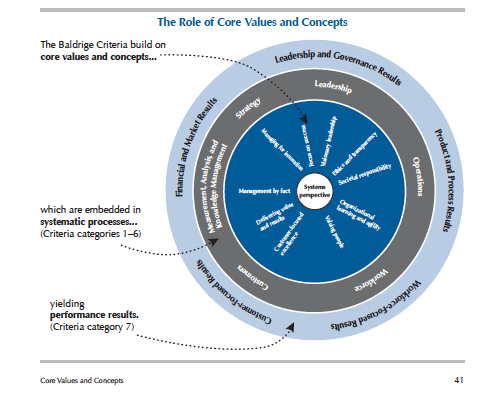 The Role of Core Values and Concepts
The Baldrige Criteria build on
core values and concepts...
which are embedded in
systematic processes...
(Criteria categories 1–6)
yielding
performance results.
(Criteria category 7)
Leadership and Governance Results
Product and Process Results
Workforce-Focused Results
Customer-Focused Results
Financial and Market Results
Leadership
Operations
Workforce
Customers
Measurement, Analysis, and
Knowledge Management
Strategy
Systems
perspective
Visionary leadership
Ethics and transparency
Societal responsibility
Organizational
learning and agility
Valuing people
Customer-focused
excellence
Delivering value
and results
Management by fact
Managing for innovation
Focus on success
Core Values and Concepts
41